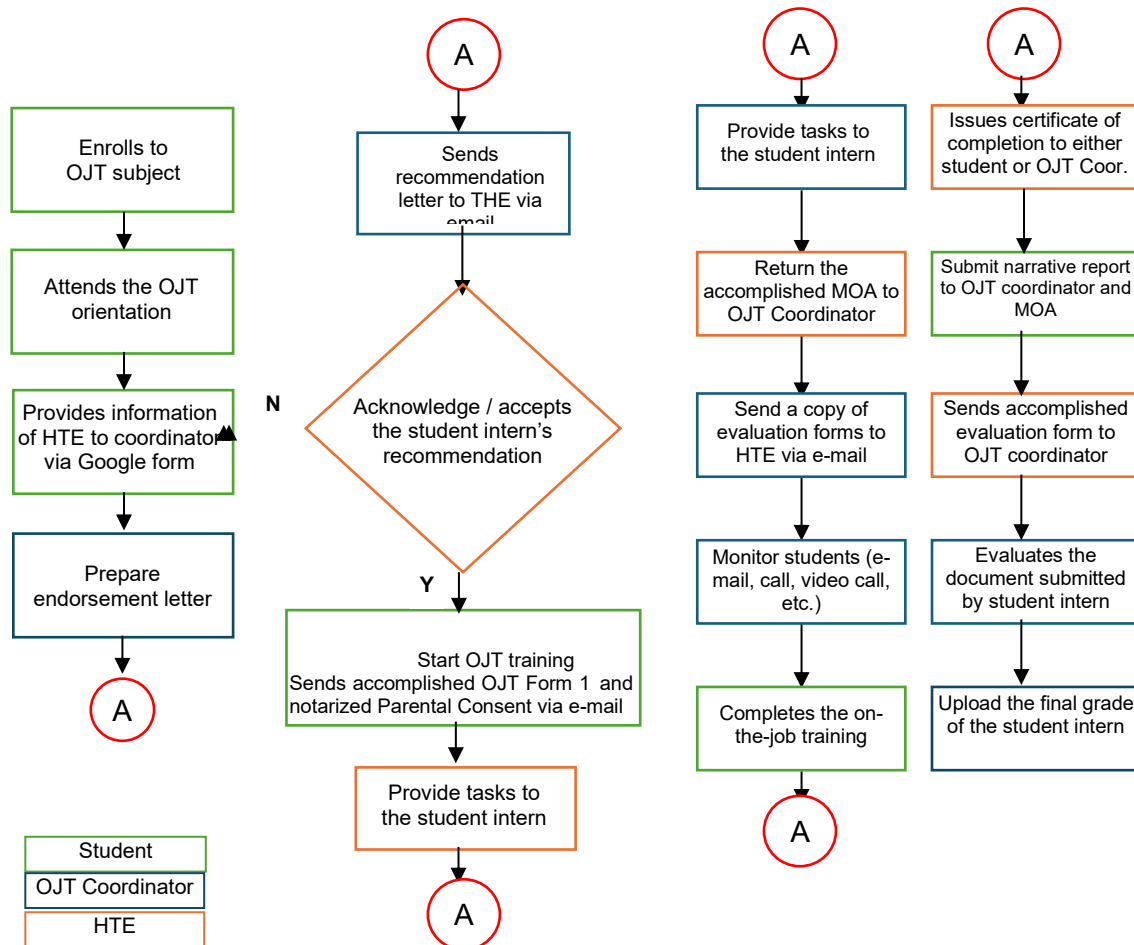 Enrolls to
OJT subject
Attends the OJT
orientation
Provides information
of HTE to coordinator
via Google form
Prepare
endorsement letter
A
Student
OJT Coordinator
HTE
A
Sends
recommendation
letter to THE via
email
N
Acknowledge / accepts
the student intern's
recommendation
Y
Start OJT training
Sends accomplished OJT Form 1 and
notarized Parental Consent via e-mail
Provide tasks to
the student intern
A
A
Provide tasks to
the student intern
Return the
accomplished MOA to
OJT Coordinator
Send a copy of
evaluation forms to
HTE via e-mail
Monitor students (e-
mail, call, video call,
etc.)
Completes the on-
the-job training
A
A
Issues certificate of
completion to either
student or OJT Coor.
Submit narrative report
to OJT coordinator and
MOA
Sends accomplished
evaluation form to
OJT coordinator
Evaluates the
document submitted
by student intern
Upload the final grade
of the student intern